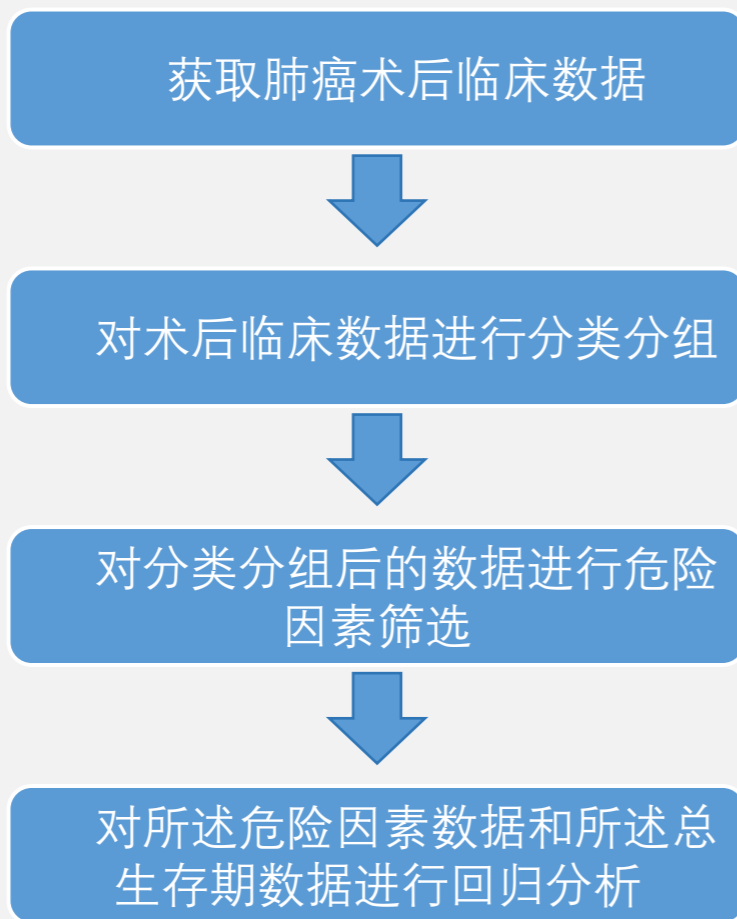 获取肺癌术后临床数据
对术后临床数据进行分类分组
对分类分组后的数据进行危险
因素筛选
对所述危险因素数据和所述总
生存期数据进行回归分析